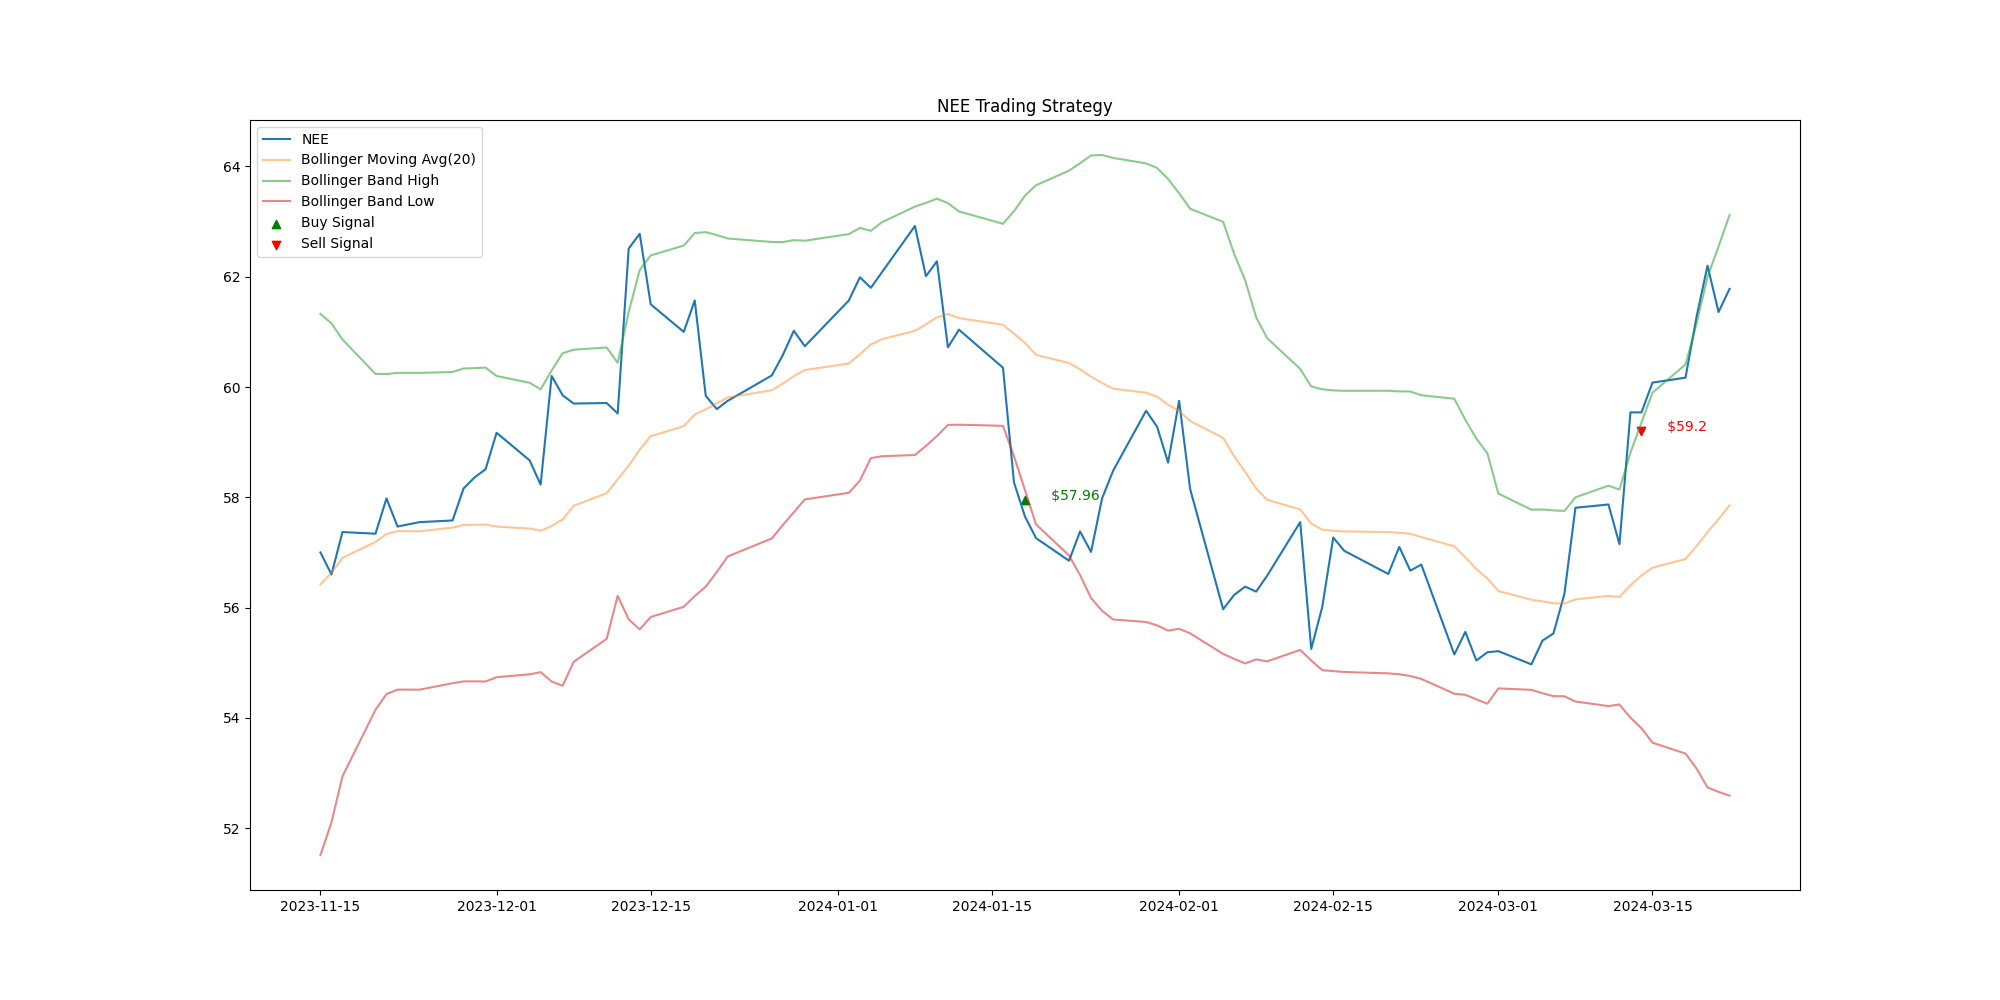 NEE Trading Strategy
NEE
Bollinger Moving Avg(20)
Bollinger Band High
Bollinger Band Low
Buy Signal
Sell Signal
64
62
60
58
56
54
52
$57.96
$59.2
2023-11-15
2023-12-01
2023-12-15
2024-01-01
2024-01-15
2024-02-01
2024-02-15
2024-03-01
2024-03-15